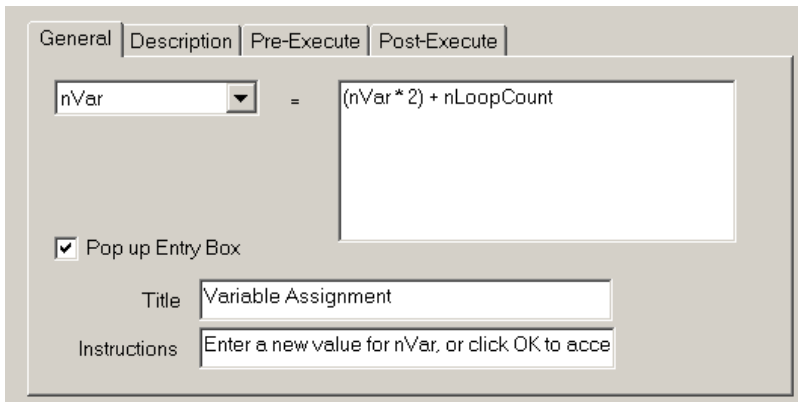 General Description Pre-Execute Post-Execute
nVar = (nVar * 2) + nLoopCount
Pop up Entry Box
Title Variable Assignment
Instructions Enter a new value for nVar, or click OK to acce